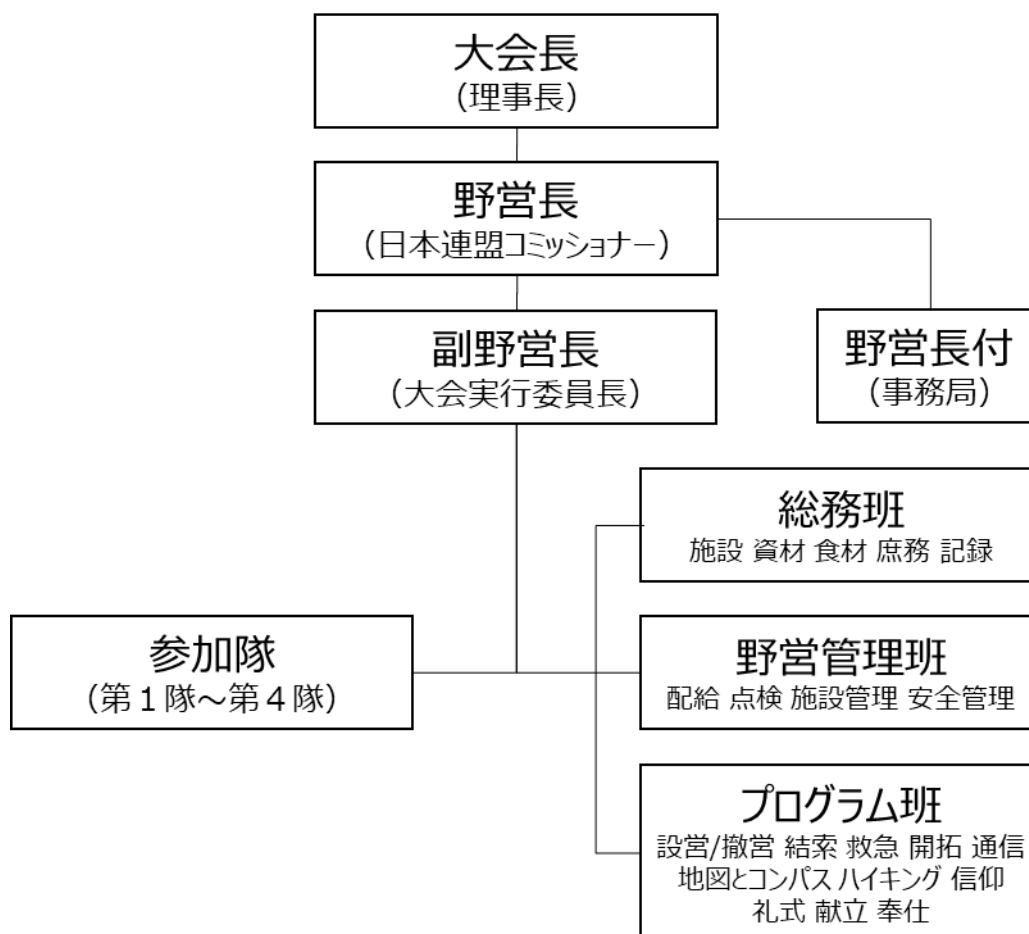 大会長
（理事長）
野営長
（日本連盟コミッショナー）
副野営長
（大会実行委員長）
野営長付
（事務局）
総務班
施設 資材 食材 庶務 記録
参加隊
（第１隊～第４隊）
野営管理班
配給 点検 施設管理 安全管理
プログラム班
設営/撤営 結索 救急 開拓 通信
地図とコンパス ハイキング 信仰
礼式 献立 奉仕